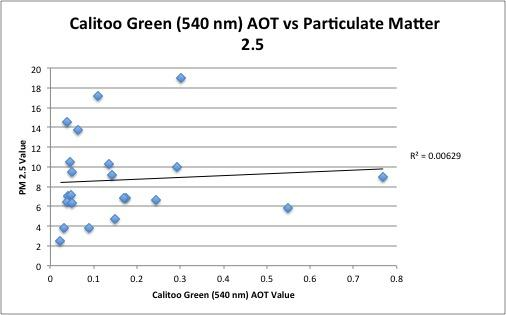 Calitoo Green (540 nm) AOT vs Particulate Matter
2.5
20
18
16
14
12
10
8
6
4
2
0
PM 2.5 Value
R² = 0.00629
0 0.1 0.2 0.3 0.4 0.5 0.6 0.7 0.8
Calitoo Green (540 nm) AOT Value